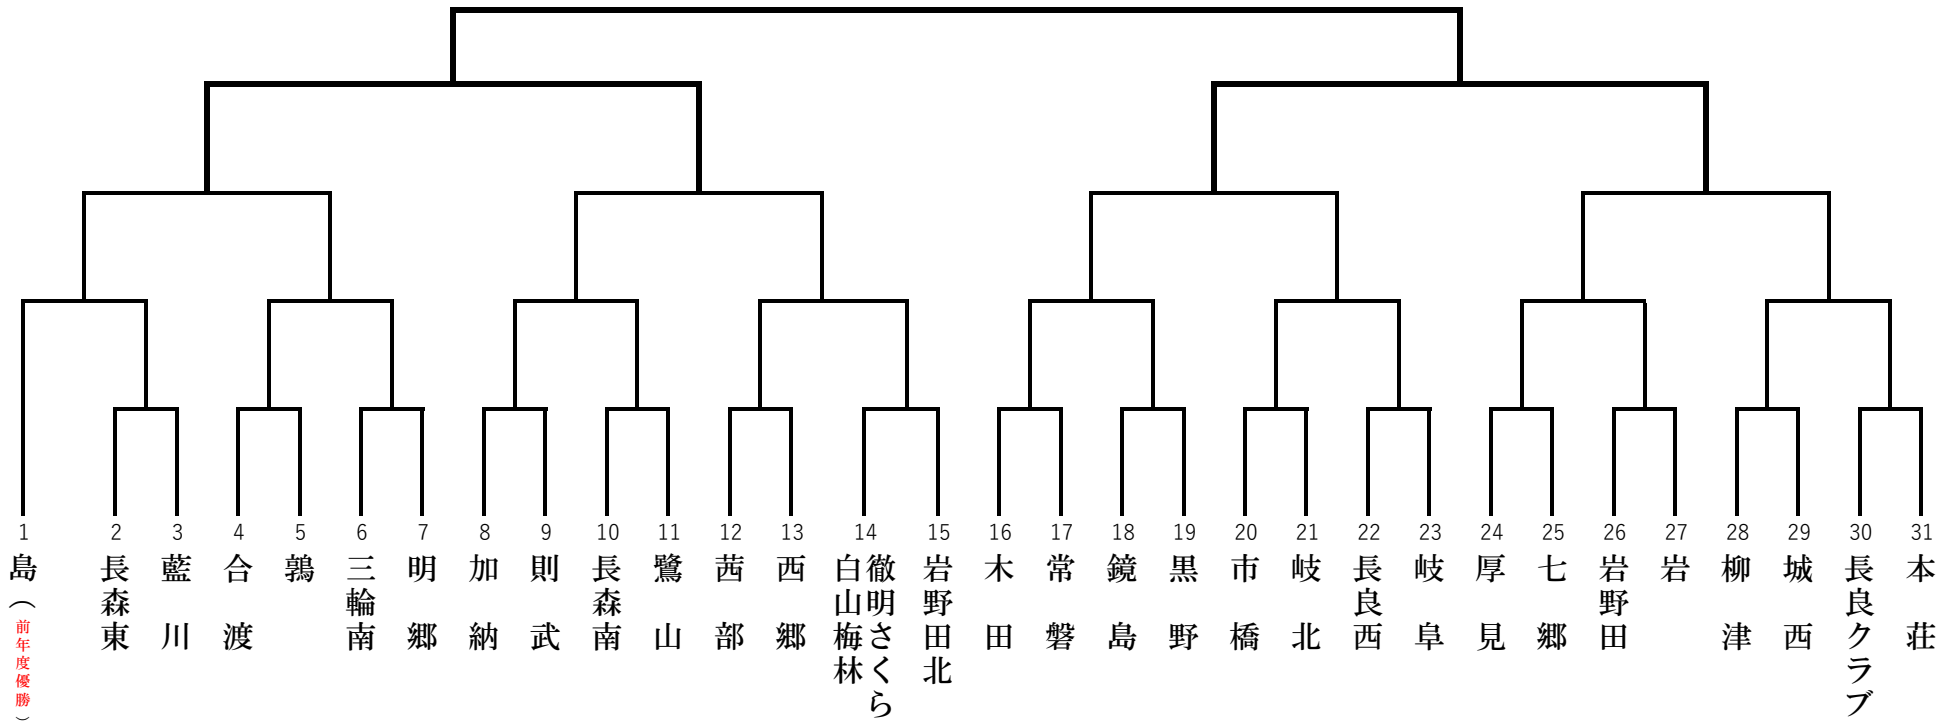 1 島（前年度優勝）
2 長森東
3 藍川
4 合渡
5 鶉
6 三輪南
7 明郷
8 加納
9 則武
10 長森南
11 鷺山
12 茜部
13 西郷
14 徹明さくら
白山梅林
15 岩野田北
16 木田
17 常磐
18 鏡島
19 黒野
20 市橋
21 岐北
22 長良西
23 岐阜
24 厚見
25 七郷
26 岩野田
27 岩
28 柳津
29 城西
30 長良クラブ
31 本荘